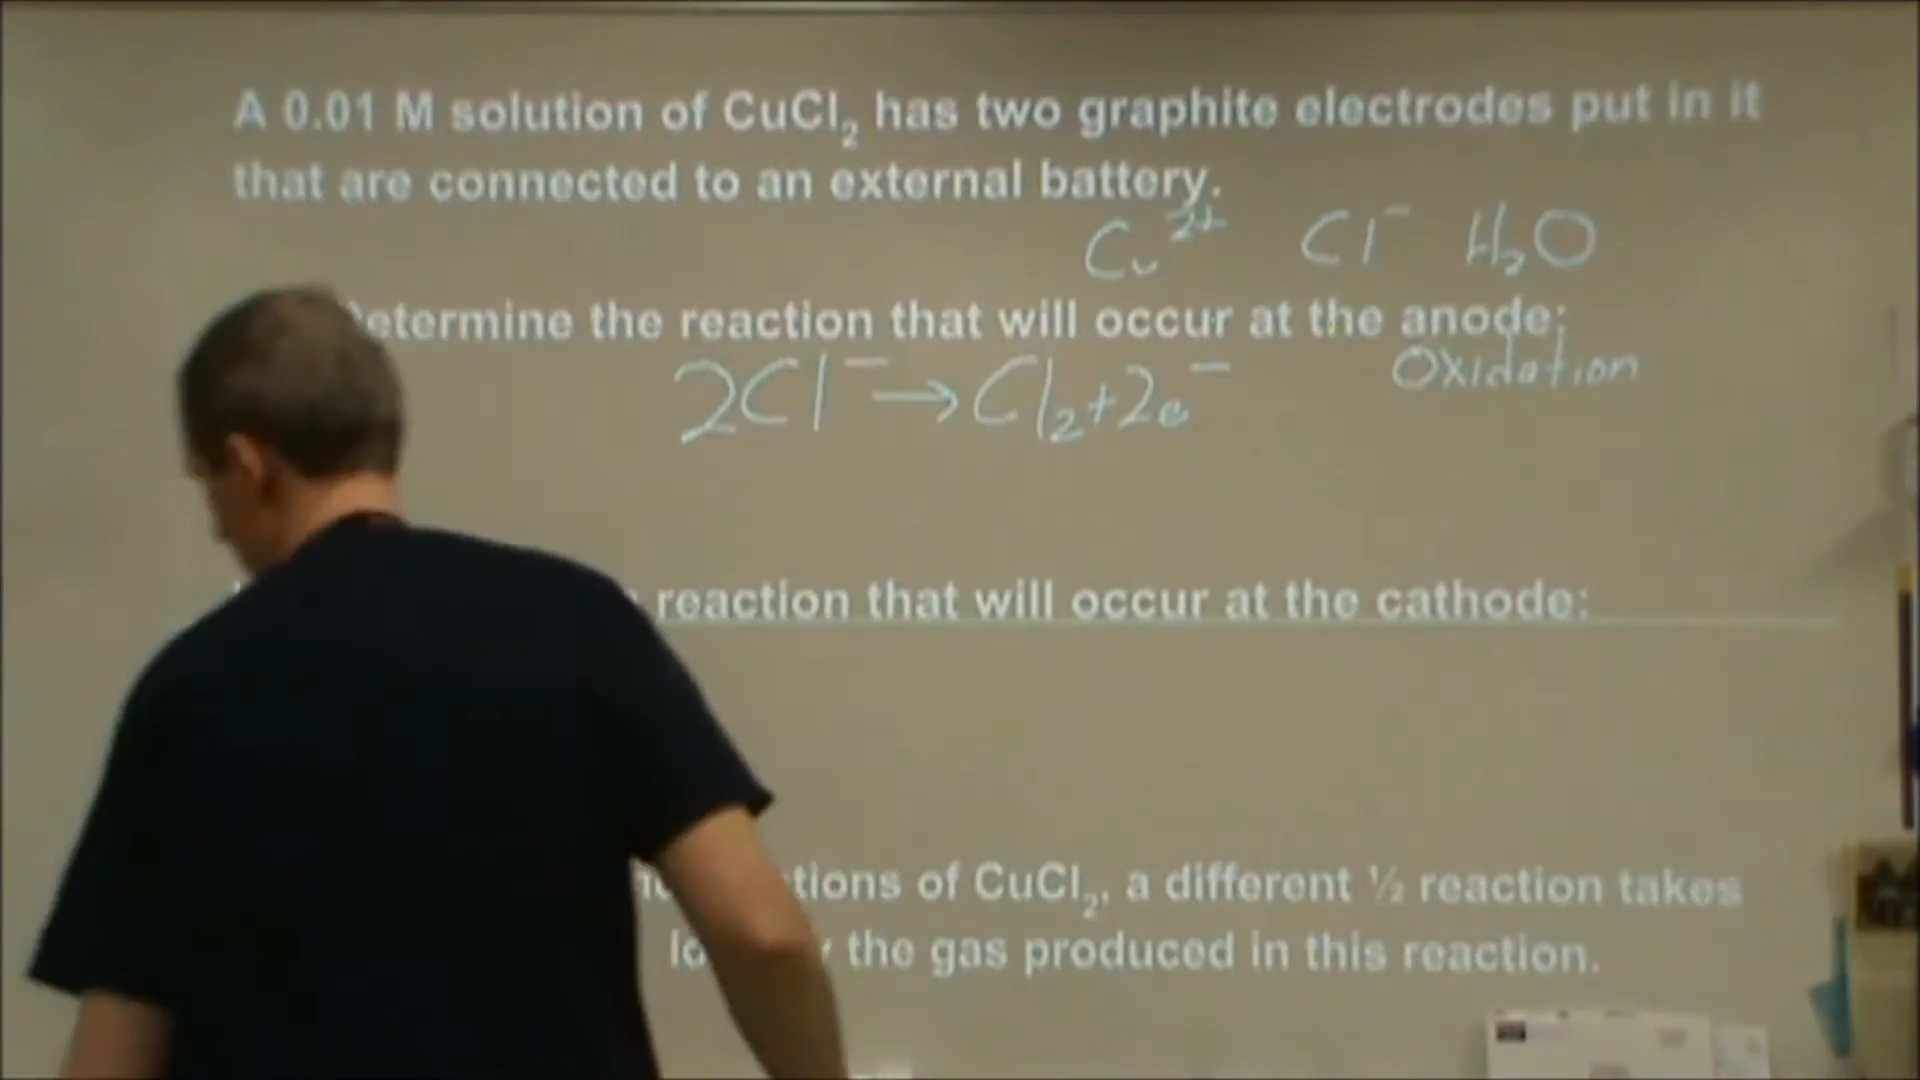 A 0.01 M solution of CuCl₂ has two graphite electrodes put in it
that are connected to an external battery.
Cu²⁺ Cl⁻ H₂O
etermine the reaction that will occur at the anode:
Oxidation
2Cl⁻ → Cl₂ + 2e⁻
reaction that will occur at the cathode:
tions of CuCl₂, a different ½ reaction takes
the gas produced in this reaction.